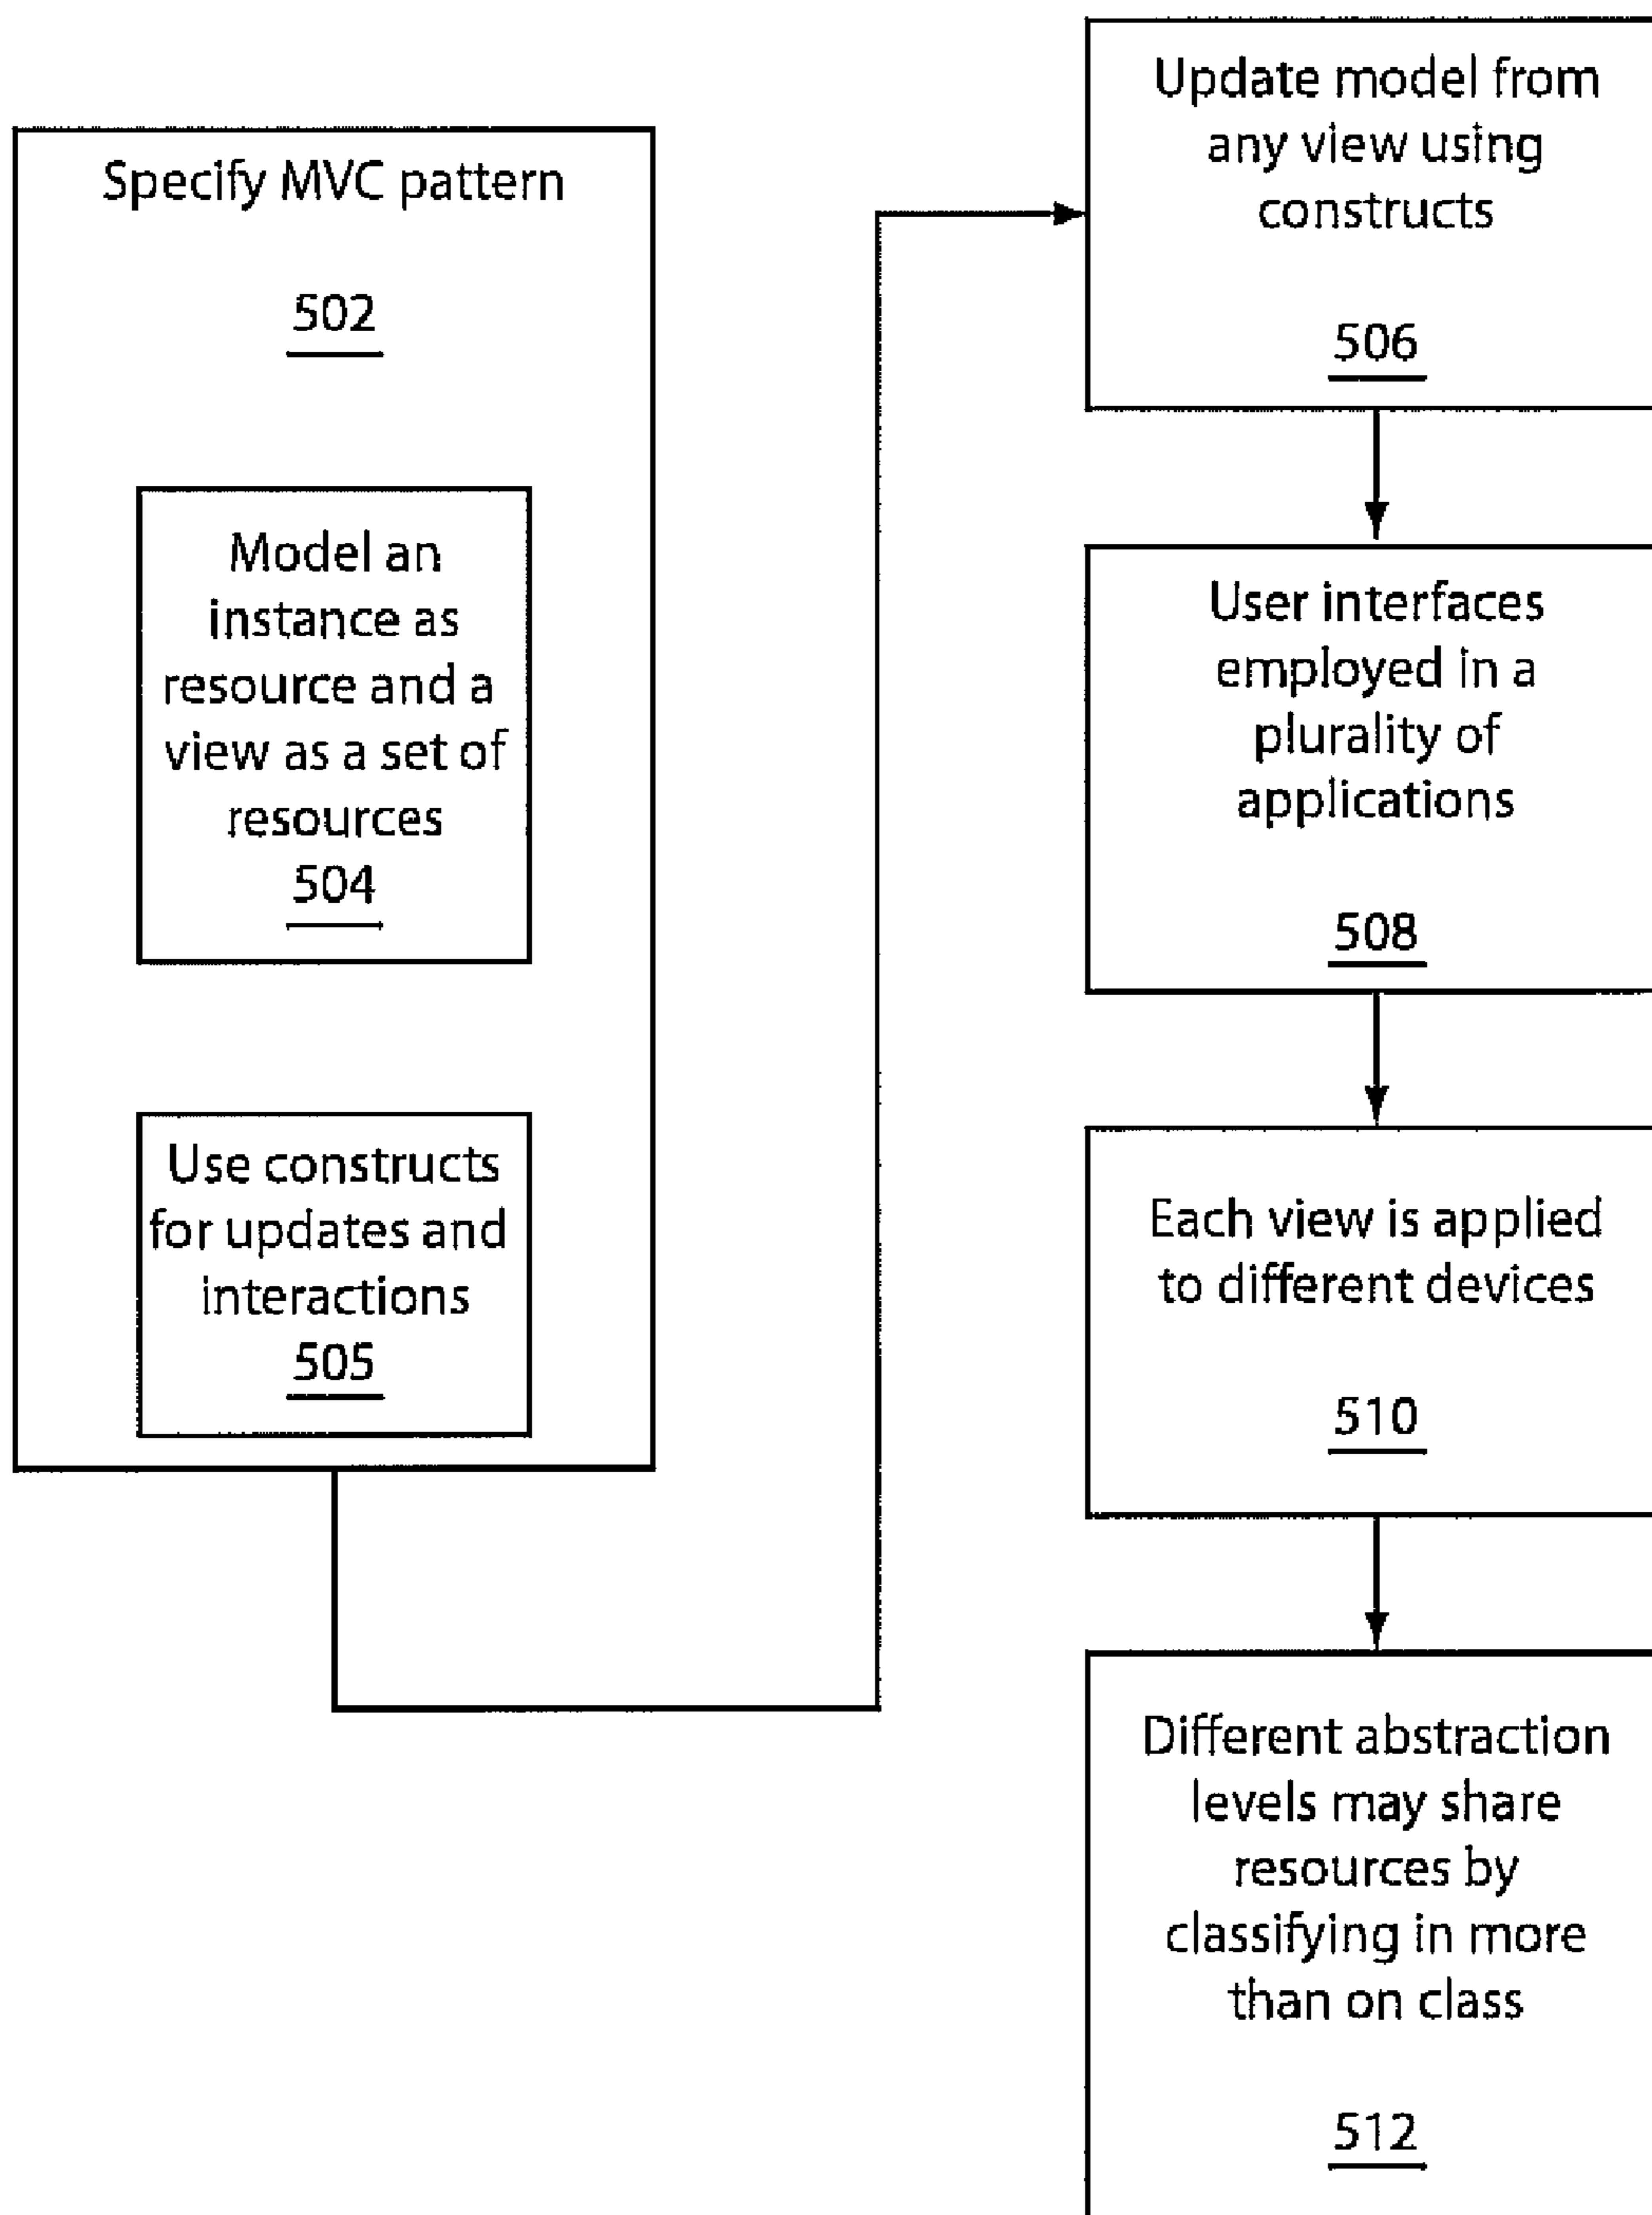 Specify MVC pattern
502
Model an
instance as
resource and a
view as a set of
resources
504
Use constructs
for updates and
interactions
505
Update model from
any view using
constructs
506
User interfaces
employed in a
plurality of
applications
508
Each view is applied
to different devices
510
Different abstraction
levels may share
resources by
classifying in more
than on class
512